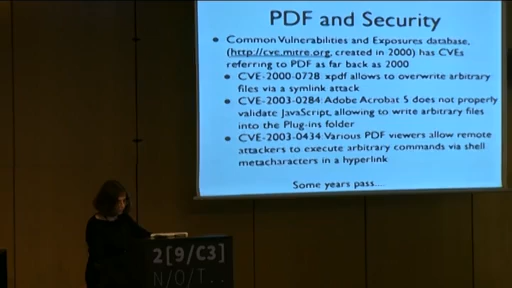 PDF and Security
• Common Vulnerabilities and Exposures database,
(http://cve.mitre.org, created in 2000) has CVEs
referring to PDF as far back as 2000
• CVE-2000-0728 xpdf allows to overwrite arbitrary
files via a symlink attack
• CVE-2003-0284: Adobe Acrobat 5 does not properly
validate JavaScript, allowing to write arbitrary files
into the Plug-ins folder
• CVE-2003-0434: Various PDF viewers allow remote
attackers to execute arbitrary commands via shell
metacharacters in a hyperlink
Some years pass....
2[9/C3]
N/O/T...